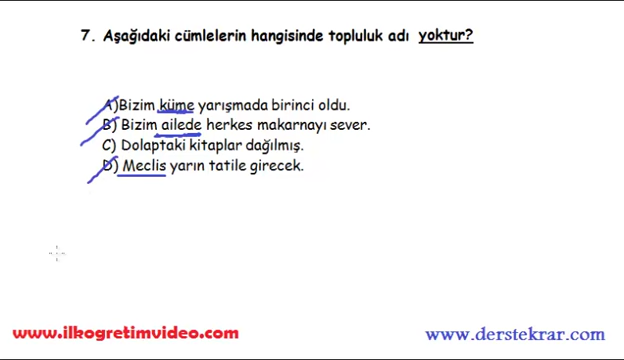 7. Aşağıdaki cümlelerin hangisinde topluluk adı yoktur?
A)Bizim küme yarışmada birinci oldu.
B) Bizim ailede herkes makarnayı sever.
C) Dolaptaki kitaplar dağılmış.
D) Meclis yarın tatile girecek.
www.ilkogretimvideo.com
www.derstekrar.com